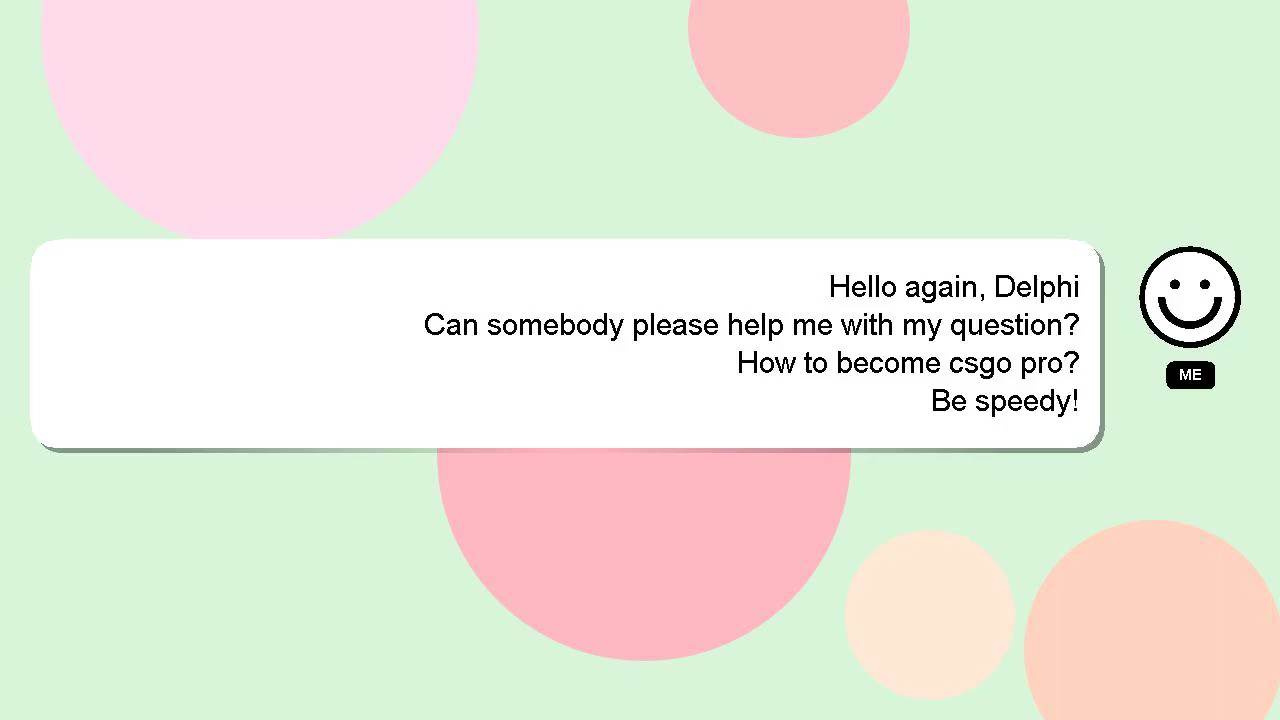 Hello again, Delphi
Can somebody please help me with my question?
How to become csgo pro?
Be speedy!
ME